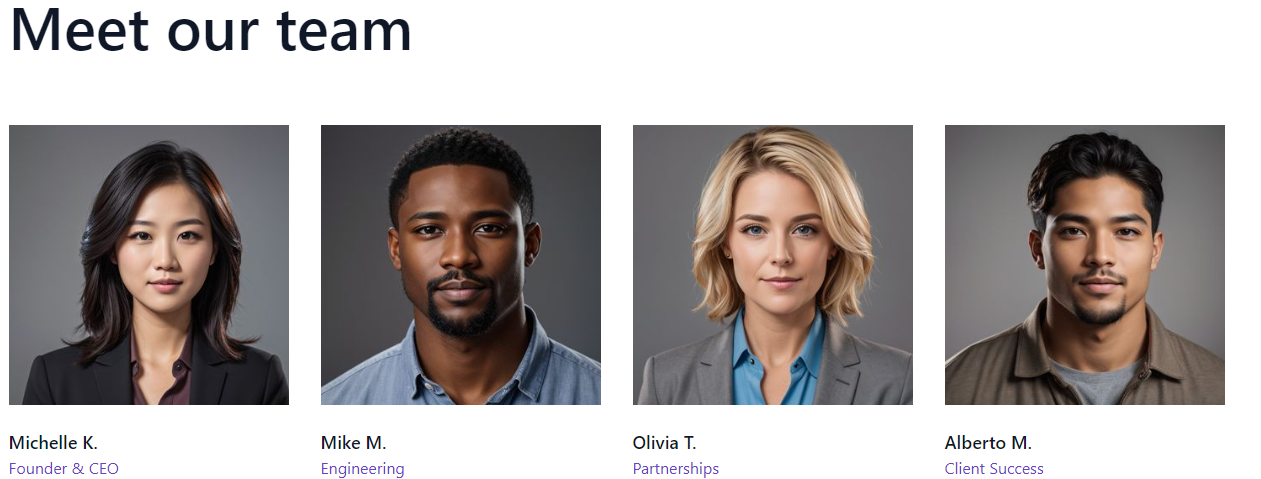 Meet our team
Michelle K.
Founder & CEO
Mike M.
Engineering
Olivia T.
Partnerships
Alberto M.
Client Success